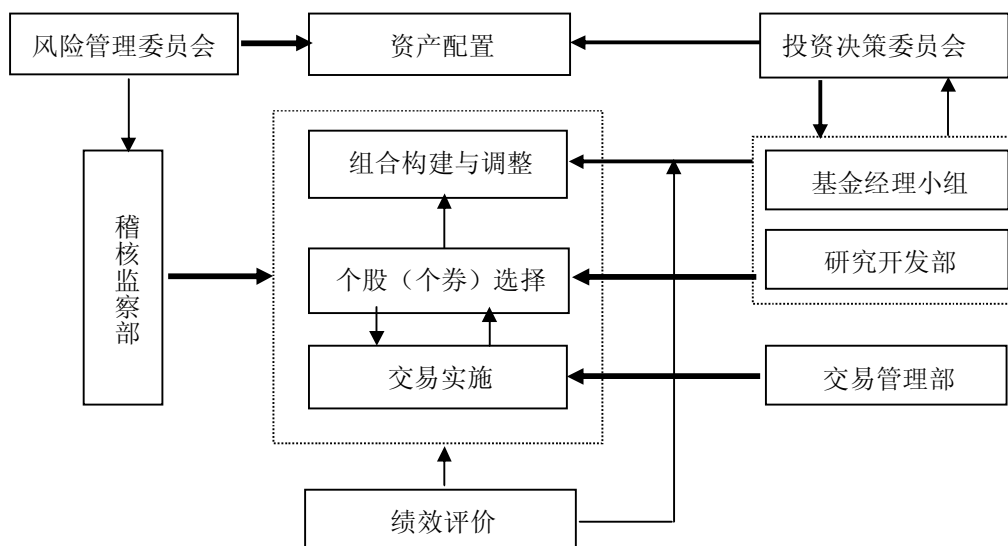 风险管理委员会
资产配置
投资决策委员会
组合构建与调整
基金经理小组
稽核监察部
个股（个券）选择
研究开发部
交易实施
交易管理部
绩效评价